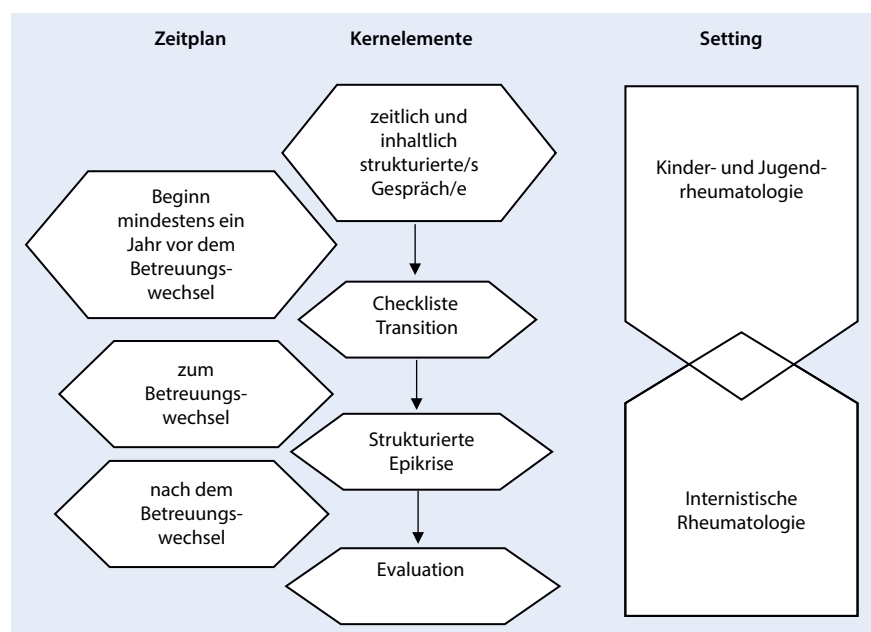 Zeitplan
Kernelemente
Setting
zeitlich und
inhaltlich
strukturierte/s
Gespräch/e
Beginn
mindestens ein
Jahr vor dem
Betreuungs-
wechsel
Checkliste
Transition
zum
Betreuungs-
wechsel
Strukturierte
Epikrise
nach dem
Betreuungs-
wechsel
Evaluation
Kinder- und Jugend-
rheumatologie
Internistische
Rheumatologie